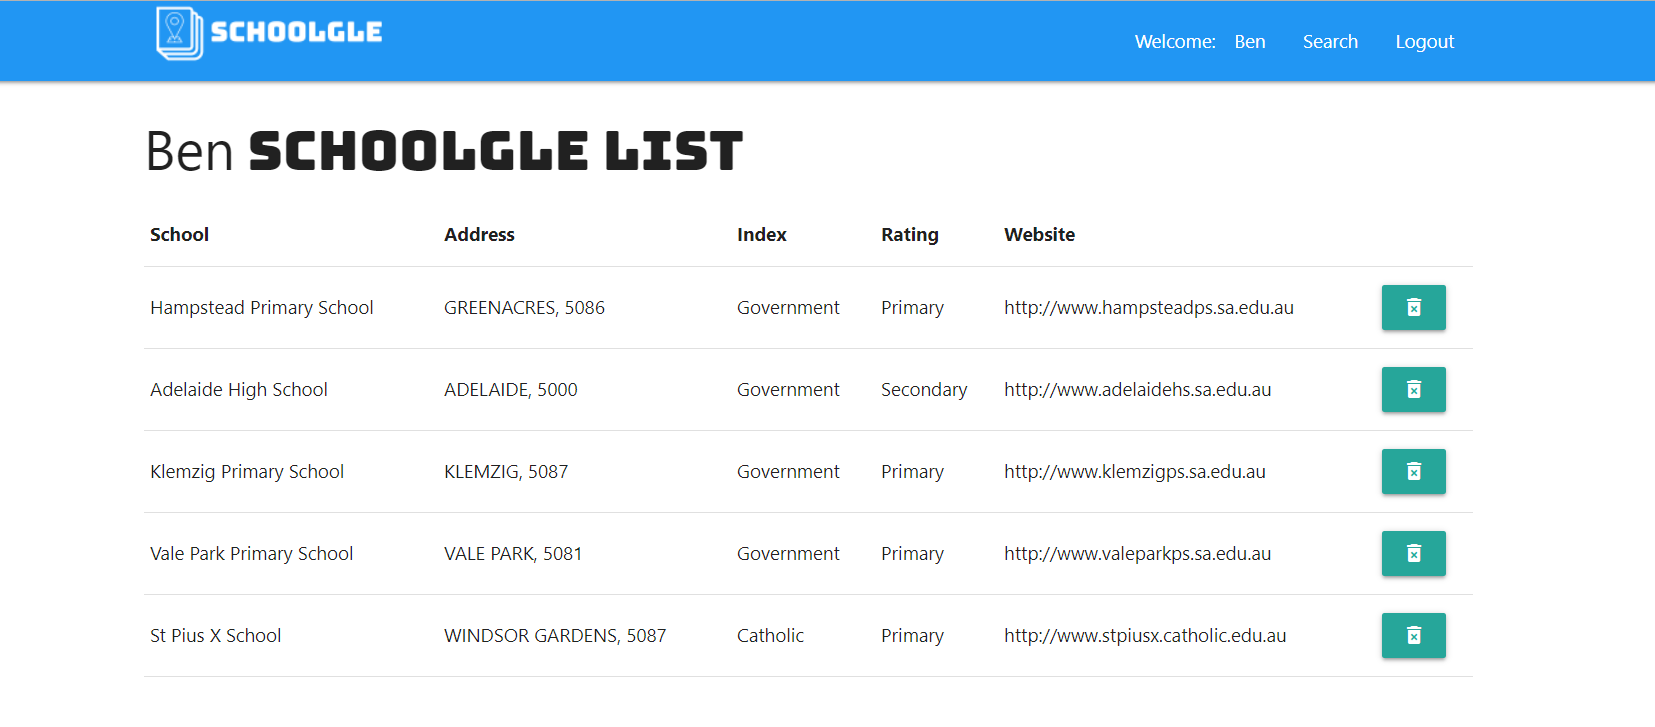 SCHOOLGLE Welcome: Ben Search Logout
Ben SCHOOLGLE LIST
School Address Index Rating Website
Hampstead Primary School GREENACRES, 5086 Government Primary http://www.hampsteadps.sa.edu.au
Adelaide High School ADELAIDE, 5000 Government Secondary http://www.adelaidehs.sa.edu.au
Klemzig Primary School KLEMZIG, 5087 Government Primary http://www.klemzigps.sa.edu.au
Vale Park Primary School VALE PARK, 5081 Government Primary http://www.valeparkps.sa.edu.au
St Pius X School WINDSOR GARDENS, 5087 Catholic Primary http://www.stpiusx.catholic.edu.au